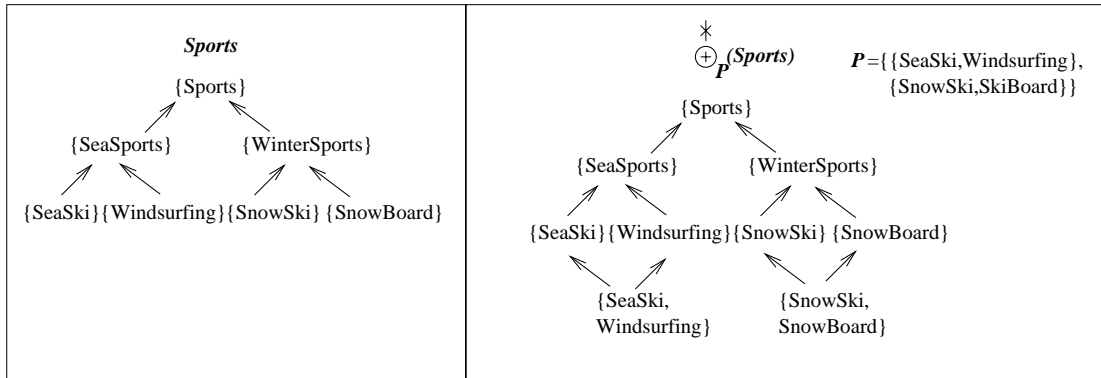 Sports
{Sports}
{SeaSports} {WinterSports}
{SeaSki}{Windsurfing}{SnowSki} {SnowBoard}
*
⊕P(Sports)
P={{SeaSki,Windsurfing},
{SnowSki,SkiBoard}}
{Sports}
{SeaSports} {WinterSports}
{SeaSki}{Windsurfing}{SnowSki} {SnowBoard}
{SeaSki, {SnowSki,
Windsurfing} SnowBoard}